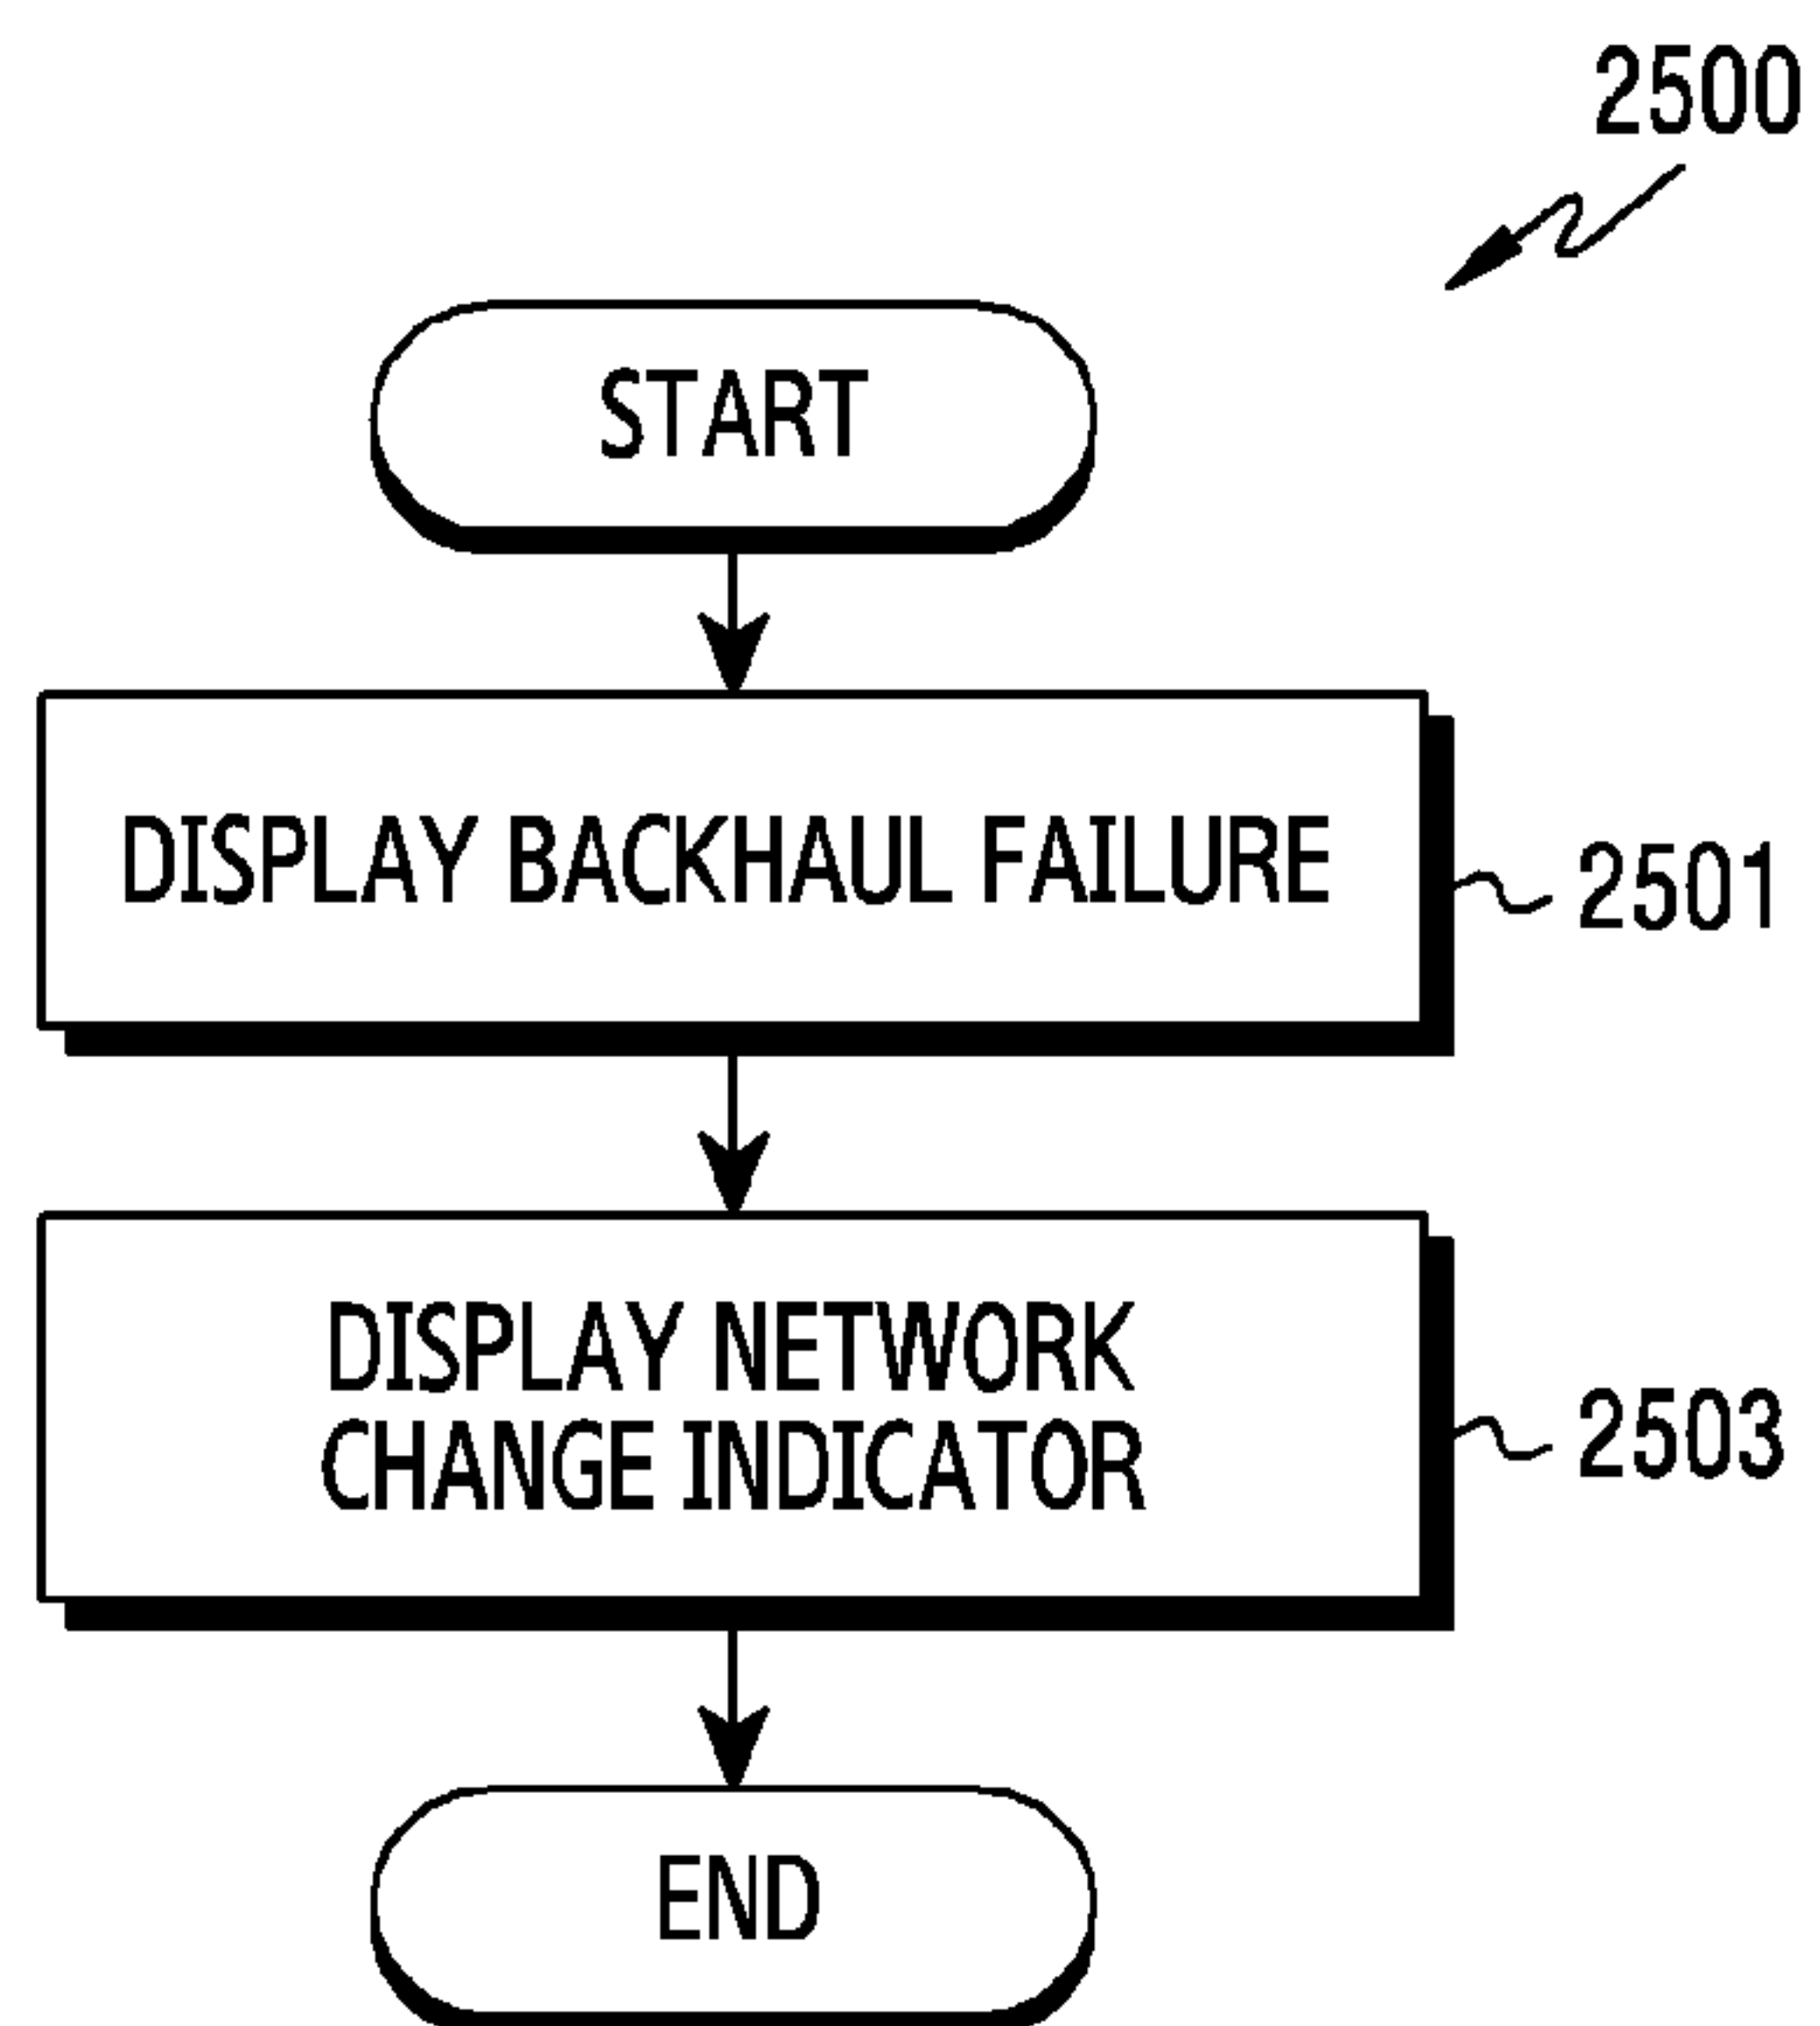 2500
START
DISPLAY BACKHAUL FAILURE
2501
DISPLAY NETWORK
CHANGE INDICATOR
2503
END